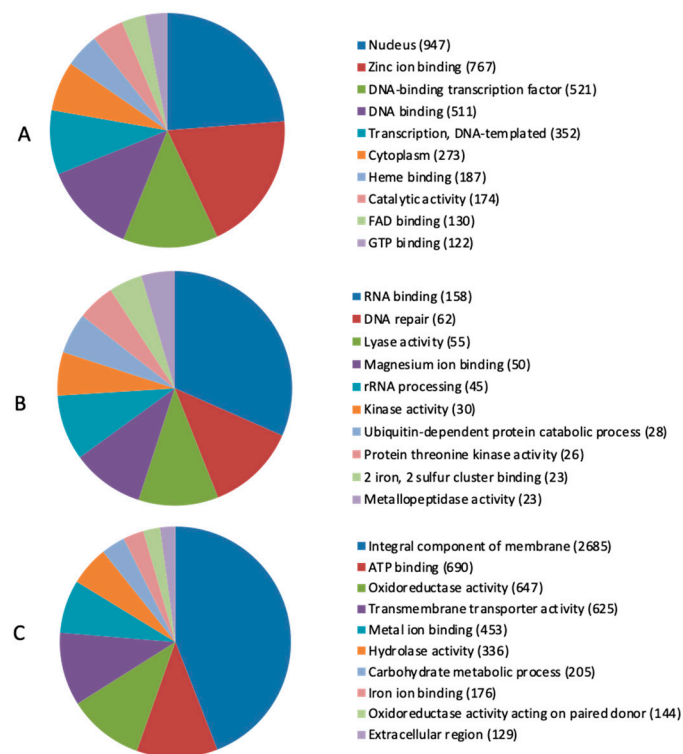 A
Nucleus (947)
Zinc ion binding (767)
DNA-binding transcription factor (521)
DNA binding (511)
Transcription, DNA-templated (352)
Cytoplasm (273)
Heme binding (187)
Catalytic activity (174)
FAD binding (130)
GTP binding (122)
B
RNA binding (158)
DNA repair (62)
Lyase activity (55)
Magnesium ion binding (50)
rRNA processing (45)
Kinase activity (30)
Ubiquitin-dependent protein catabolic process (28)
Protein threonine kinase activity (26)
2 iron, 2 sulfur cluster binding (23)
Metallopeptidase activity (23)
C
Integral component of membrane (2685)
ATP binding (690)
Oxidoreductase activity (647)
Transmembrane transporter activity (625)
Metal ion binding (453)
Hydrolase activity (336)
Carbohydrate metabolic process (205)
Iron ion binding (176)
Oxidoreductase activity acting on paired donor (144)
Extracellular region (129)